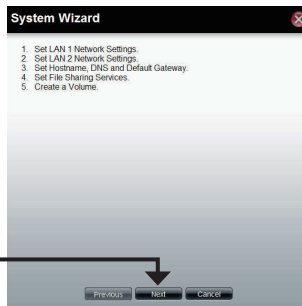 System Wizard
1. Set LAN 1 Network Settings.
2. Set LAN 2 Network Settings.
3. Set Hostname, DNS and Default Gateway.
4. Set File Sharing Services.
5. Create a Volume.
Previous Next Cancel